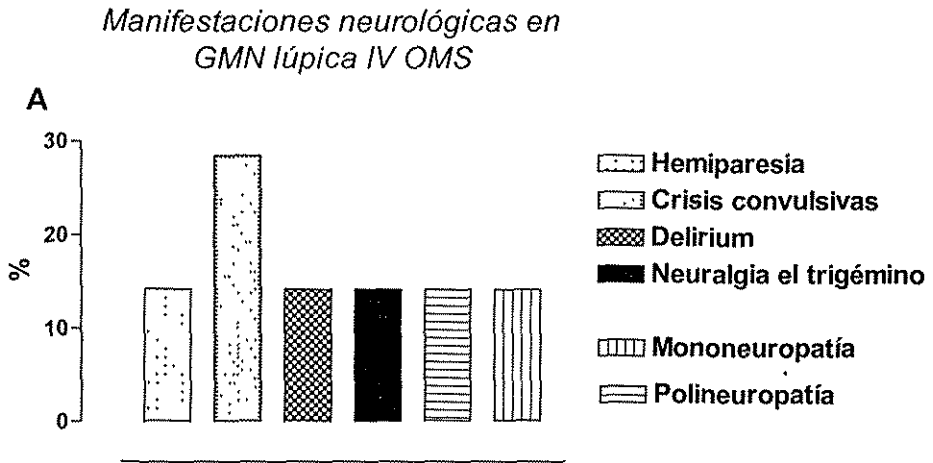 Manifestaciones neurológicas en
GMN lúpica IV OMS
A
30
20
10
0
%
Hemiparesia
Crisis convulsivas
Delirium
Neuralgia el trigémino
Mononeuropatía
Polineuropatía